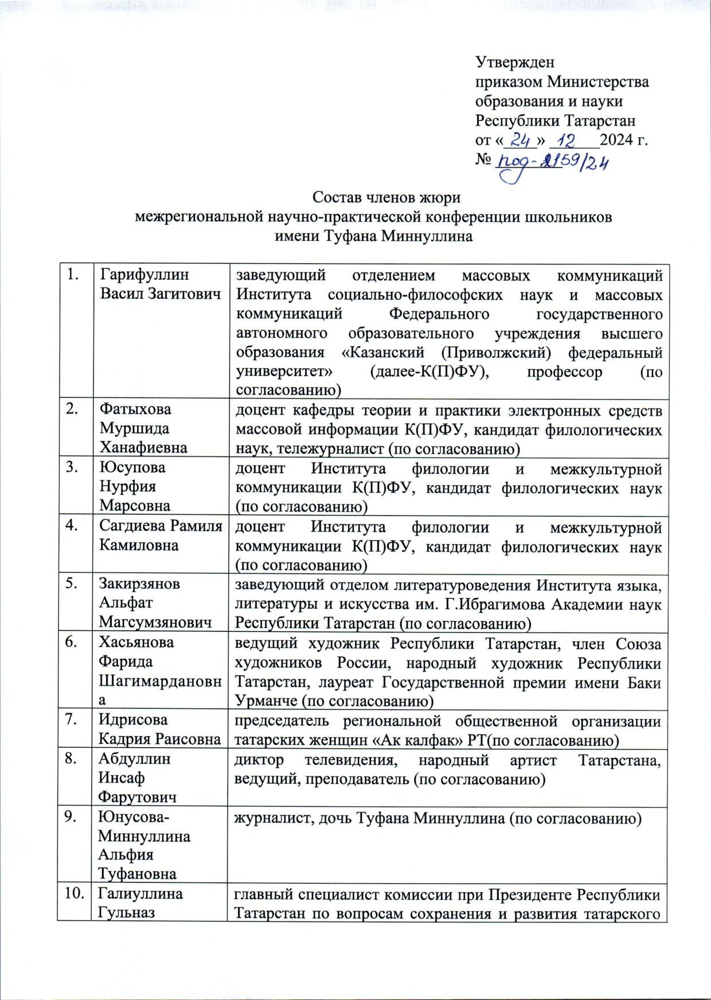 Утвержден
приказом Министерства
образования и науки
Республики Татарстан
от «24» 12 2024 г.
№ под-2159/24
Состав членов жюри
межрегиональной научно-практической конференции школьников
имени Туфана Миннуллина
1.
Гарифуллин
Васил Загитович
заведующий отделением массовых коммуникаций
Института социально-философских наук и массовых
коммуникаций Федерального государственного
автономного образовательного учреждения высшего
образования «Казанский (Приволжский) федеральный
университет» (далее-К(П)ФУ), профессор (по
согласованию)
2.
Фатыхова
Муршида
Ханафиевна
доцент кафедры теории и практики электронных средств
массовой информации К(П)ФУ, кандидат филологических
наук, тележурналист (по согласованию)
3.
Юсупова
Нурфия
Марсовна
доцент Института филологии и межкультурной
коммуникации К(П)ФУ, кандидат филологических наук
(по согласованию)
4.
Сагдиева Рамиля
Камиловна
доцент Института филологии и межкультурной
коммуникации К(П)ФУ, кандидат филологических наук
(по согласованию)
5.
Закирзянов
Альфат
Магсумзянович
заведующий отделом литературоведения Института языка,
литературы и искусства им. Г.Ибрагимова Академии наук
Республики Татарстан (по согласованию)
6.
Хасьянова
Фарида
Шагимардановн
а
ведущий художник Республики Татарстан, член Союза
художников России, народный художник Республики
Татарстан, лауреат Государственной премии имени Баки
Урманче (по согласованию)
7.
Идрисова
Кадрия Раисовна
председатель региональной общественной организации
татарских женщин «Ак калфак» РТ(по согласованию)
8.
Абдуллин
Инсаф
Фарутович
диктор телевидения, народный артист Татарстана,
ведущий, преподаватель (по согласованию)
9.
Юнусова-
Миннуллина
Альфия
Туфановна
журналист, дочь Туфана Миннуллина (по согласованию)
10.
Галиуллина
Гульназ
главный специалист комиссии при Президенте Республики
Татарстан по вопросам сохранения и развития татарского